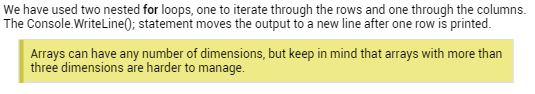 We have used two nested for loops, one to iterate through the rows and one through the columns.
The Console.WriteLine(); statement moves the output to a new line after one row is printed.
Arrays can have any number of dimensions, but keep in mind that arrays with more than
three dimensions are harder to manage.